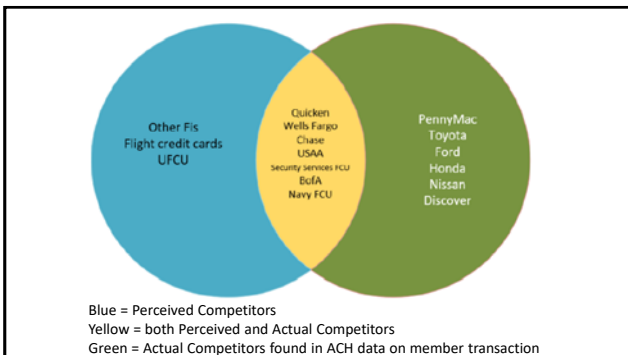 Other Fis
Flight credit cards
UFCU
Quicken
Wells Fargo
Chase
USAA
Security Services FCU
BofA
Navy FCU
PennyMac
Toyota
Ford
Honda
Nissan
Discover
Blue = Perceived Competitors
Yellow = both Perceived and Actual Competitors
Green = Actual Competitors found in ACH data on member transaction